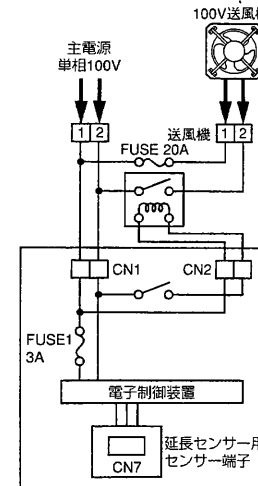 100V送風機
主電源
単相100V
1 2
送風機 1 2
FUSE 20A
CN1
CN2
FUSE1
3A
電子制御装置
延長センサー用
センサー端子
CN7